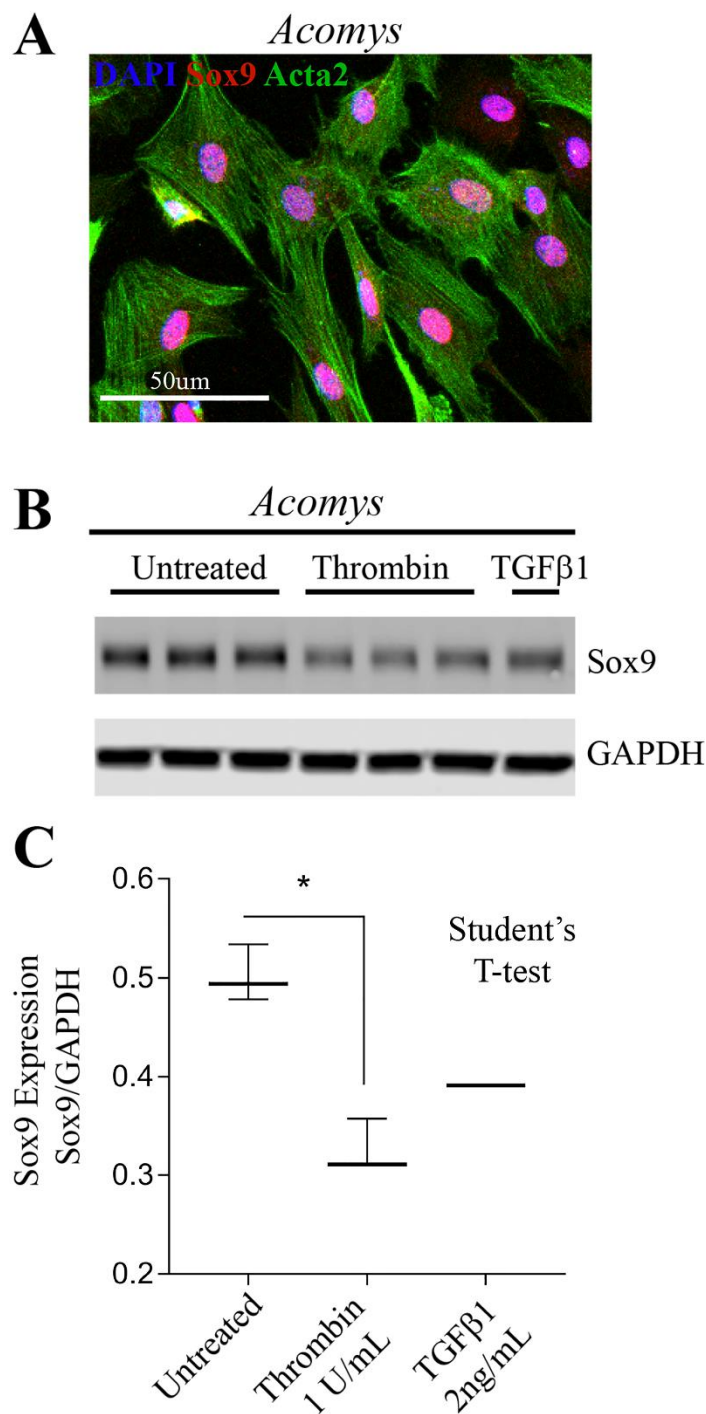 A
Acomys
DAPI Sox9 Acta2
50um
B
Acomys
Untreated Thrombin TGFβ1
Sox9
GAPDH
C
0.6
0.5
0.4
0.3
0.2
Sox9 Expression
Sox9/GAPDH
*
Student’s
T-test
Untreated
Thrombin
1 U/mL
TGFβ1
2ng/mL